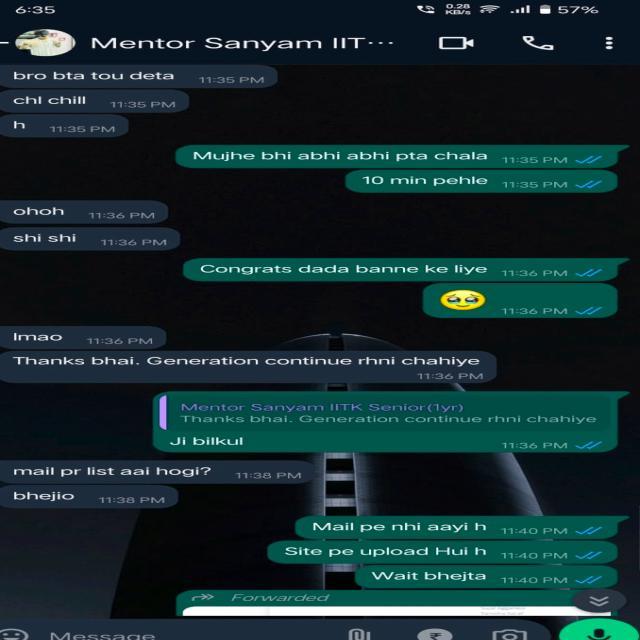 6:35
0.28
KB/s
57%
Mentor Sanyam IIT...
bro bta tou deta 11:35 PM
chl chill 11:35 PM
h 11:35 PM
Mujhe bhi abhi abhi pta chala 11:35 PM
10 min pehle 11:35 PM
ohoh 11:36 PM
shi shi 11:36 PM
Congrats dada banne ke liye 11:36 PM
11:36 PM
lmao 11:36 PM
Thanks bhai. Generation continue rhni chahiye
11:36 PM
Mentor Sanyam IITK Senior(1yr)
Thanks bhai. Generation continue rhni chahiye
Ji bilkul 11:36 PM
mail pr list aai hogi? 11:38 PM
bhejio 11:38 PM
Mail pe nhi aayi h 11:40 PM
Site pe upload Hui h 11:40 PM
Wait bhejta 11:40 PM
Forwarded
Message